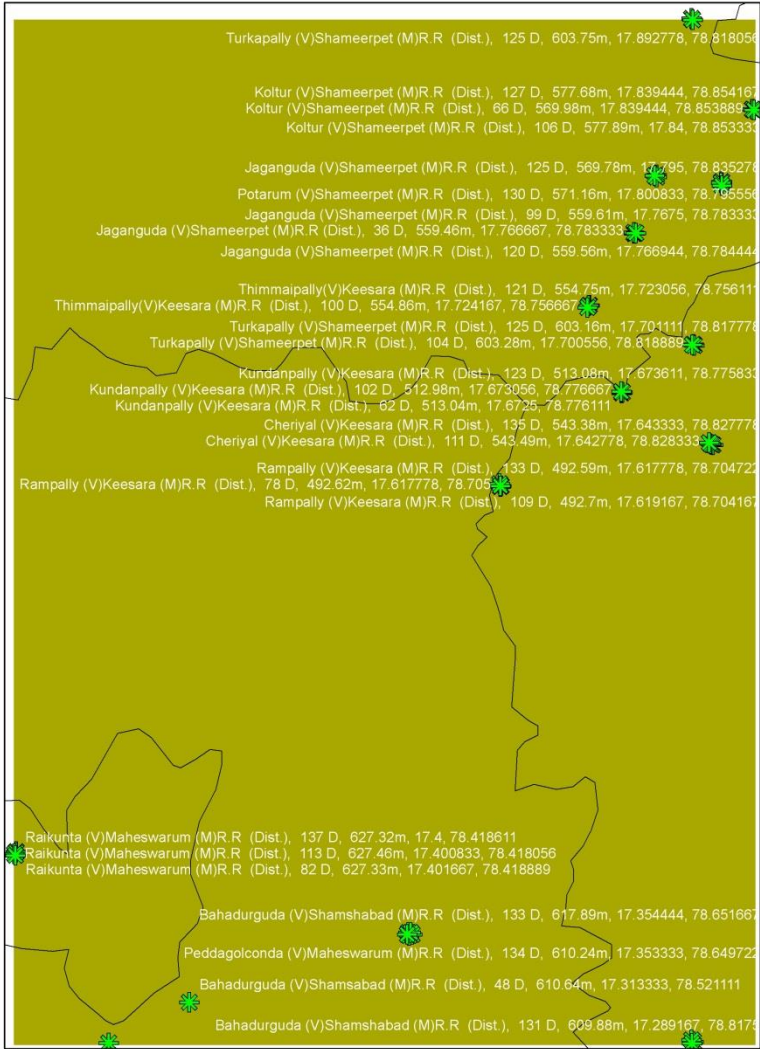 Turkapally (V)Shameerpet (M)R.R (Dist.), 125 D, 603.75m, 17.892778, 78.818056
Koltur (V)Shameerpet (M)R.R (Dist.), 127 D, 577.68m, 17.839444, 78.854167
Koltur (V)Shameerpet (M)R.R (Dist.), 66 D, 569.98m, 17.839444, 78.853889
Koltur (V)Shameerpet (M)R.R (Dist.), 106 D, 577.89m, 17.84, 78.853333
Jaganguda (V)Shameerpet (M)R.R (Dist.), 125 D, 569.78m, 17.795, 78.835278
Potarum (V)Shameerpet (M)R.R (Dist.), 130 D, 571.16m, 17.800833, 78.795556
Jaganguda (V)Shameerpet (M)R.R (Dist.), 99 D, 559.61m, 17.7675, 78.783333
Jaganguda (V)Shameerpet (M)R.R (Dist.), 36 D, 559.46m, 17.766667, 78.783333
Jaganguda (V)Shameerpet (M)R.R (Dist.), 120 D, 559.56m, 17.766944, 78.784444
Thimmaipally(V)Keesara (M)R.R (Dist.), 121 D, 554.75m, 17.723056, 78.756111
Thimmaipally(V)Keesara (M)R.R (Dist.), 100 D, 554.86m, 17.724167, 78.756667
Turkapally (V)Shameerpet (M)R.R (Dist.), 125 D, 603.16m, 17.701111, 78.817778
Turkapally (V)Shameerpet (M)R.R (Dist.), 104 D, 603.28m, 17.700556, 78.818889
Kundanpally (V)Keesara (M)R.R (Dist.), 123 D, 513.08m, 17.673611, 78.775833
Kundanpally (V)Keesara (M)R.R (Dist.), 102 D, 512.98m, 17.673056, 78.776667
Kundanpally (V)Keesara (M)R.R (Dist.), 62 D, 513.04m, 17.6725, 78.776111
Cheriyal (V)Keesara (M)R.R (Dist.), 135 D, 543.38m, 17.643333, 78.827778
Cheriyal (V)Keesara (M)R.R (Dist.), 111 D, 543.49m, 17.642778, 78.828333
Rampally (V)Keesara (M)R.R (Dist.), 133 D, 492.59m, 17.617778, 78.704722
Rampally (V)Keesara (M)R.R (Dist.), 78 D, 492.62m, 17.617778, 78.705
Rampally (V)Keesara (M)R.R (Dist.), 109 D, 492.7m, 17.619167, 78.704167
Raikunta (V)Maheswarum (M)R.R (Dist.), 137 D, 627.32m, 17.4, 78.418611
Raikunta (V)Maheswarum (M)R.R (Dist.), 113 D, 627.46m, 17.400833, 78.418056
Raikunta (V)Maheswarum (M)R.R (Dist.), 82 D, 627.33m, 17.401667, 78.418889
Bahadurguda (V)Shamshabad (M)R.R (Dist.), 133 D, 617.89m, 17.354444, 78.651667
Peddagolconda (V)Maheswarum (M)R.R (Dist.), 134 D, 610.24m, 17.353333, 78.649722
Bahadurguda (V)Shamsabad (M)R.R (Dist.), 48 D, 610.64m, 17.313333, 78.521111
Bahadurguda (V)Shamshabad (M)R.R (Dist.), 131 D, 609.88m, 17.289167, 78.8175